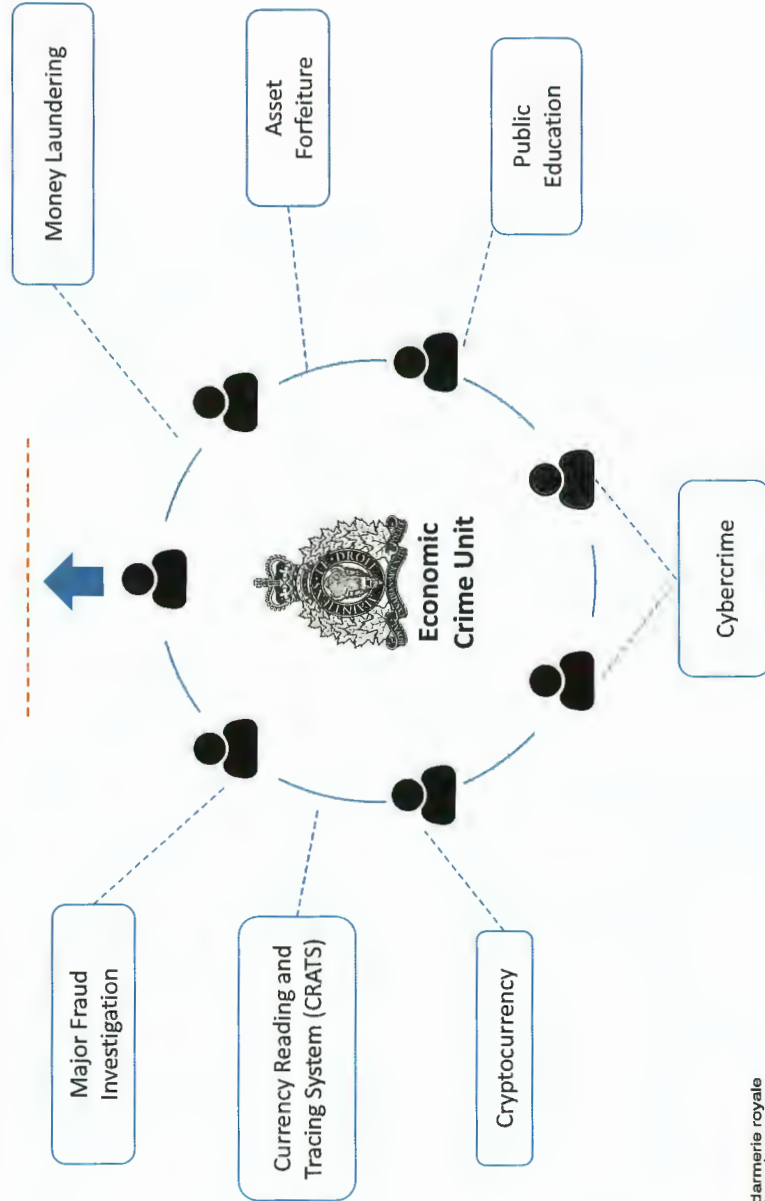 Money Laundering
Asset
Forfeiture
Public
Education
Cybercrime
Cryptocurrency
Currency Reading and
Tracing System (CRATS)
Major Fraud
Investigation
Economic
Crime Unit
darmerie royale